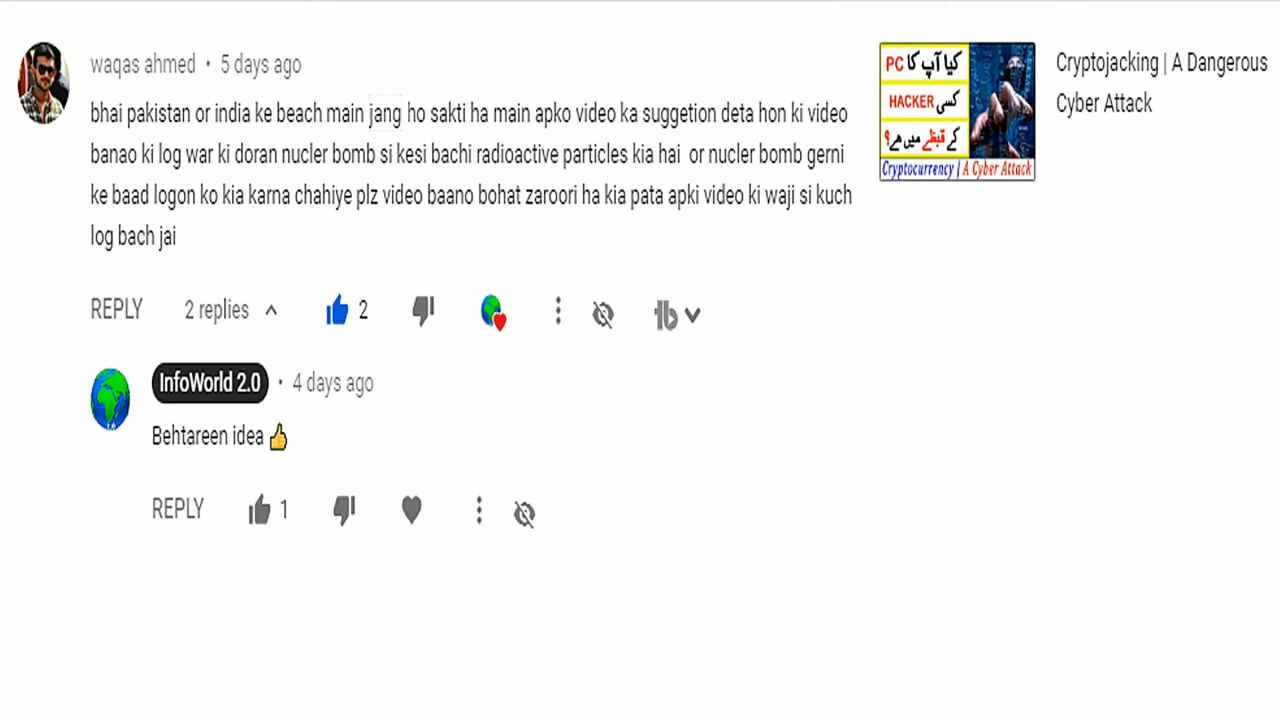 waqas ahmed • 5 days ago
bhai pakistan or india ke beach main jang ho sakti ha main apko video ka suggetion deta hon ki video
banao ki log war ki doran nucler bomb si kesi bachi radioactive particles kia hai or nucler bomb gerni
ke baad logon ko kia karna chahiye plz video baano bohat zaroori ha kia pata apki video ki waji si kuch
log bach jai
REPLY 2 replies 2
InfoWorld 2.0 • 4 days ago
Behtareen idea 👍
REPLY 1
کیا آپ کا PC
کسی HACKER
کے قبظے میں ھے؟
Cryptocurrency | A Cyber Attack
Cryptojacking | A Dangerous
Cyber Attack